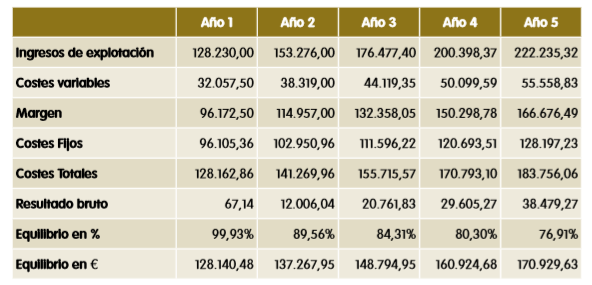 Año 1 Año 2 Año 3 Año 4 Año 5
Ingresos de explotación 128.230,00 153.276,00 176.477,40 200.398,37 222.235,32
Costes variables 32.057,50 38.319,00 44.119,35 50.099,59 55.558,83
Margen 96.172,50 114.957,00 132.358,05 150.298,78 166.676,49
Costes Fijos 96.105,36 102.950,96 111.596,22 120.693,51 128.197,23
Costes Totales 128.162,86 141.269,96 155.715,57 170.793,10 183.756,06
Resultado bruto 67,14 12.006,04 20.761,83 29.605,27 38.479,27
Equilibrio en % 99,93% 89,56% 84,31% 80,30% 76,91%
Equilibrio en € 128.140,48 137.267,95 148.794,95 160.924,68 170.929,63